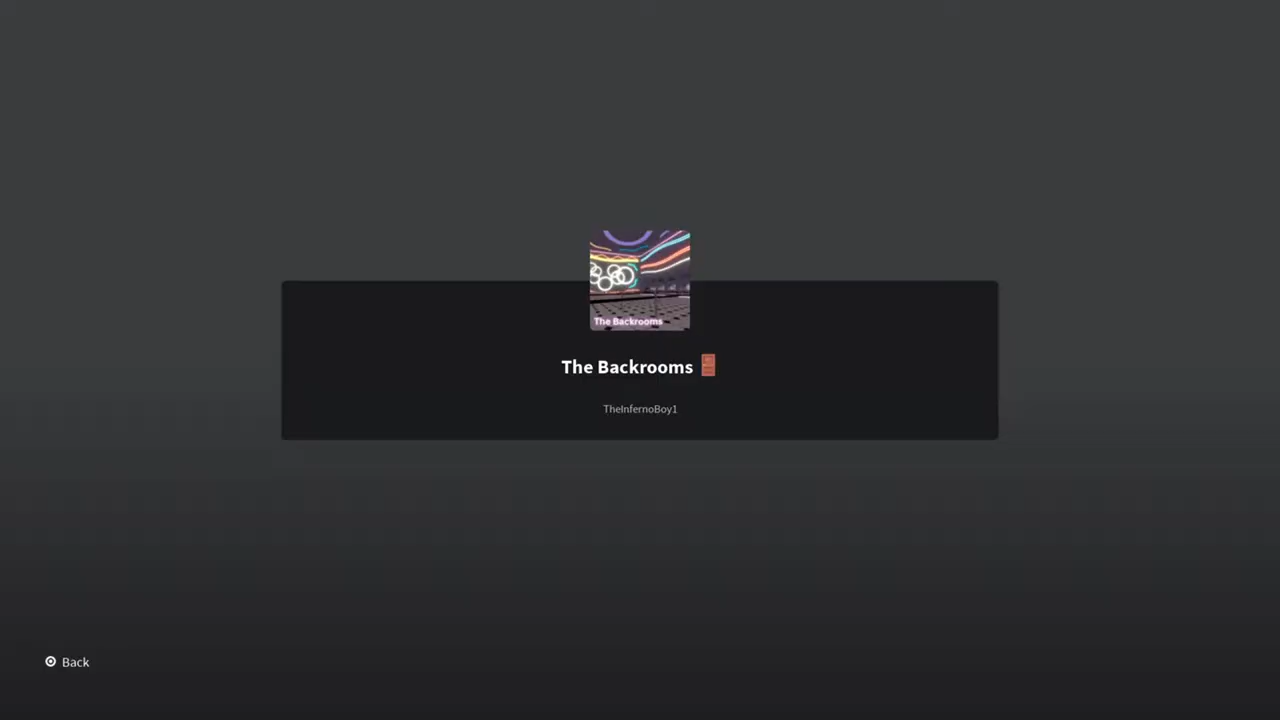 The Backrooms
The Backrooms 🚪
TheInfernoBoy1
Back